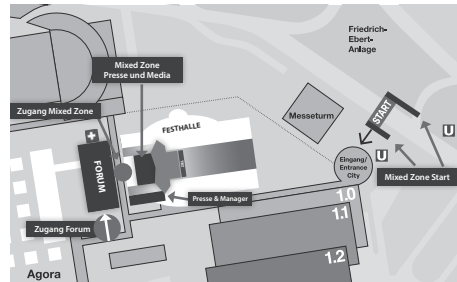 Friedrich-
Ebert-
Anlage
Mixed Zone
Presse und Media
Zugang Mixed Zone
START
Messeturm
FESTHALLE
U
U
FORUM
Eingang/
Entrance
City
Mixed Zone Start
Presse & Manager
1.0
1.1
Zugang Forum
1.2
Agora